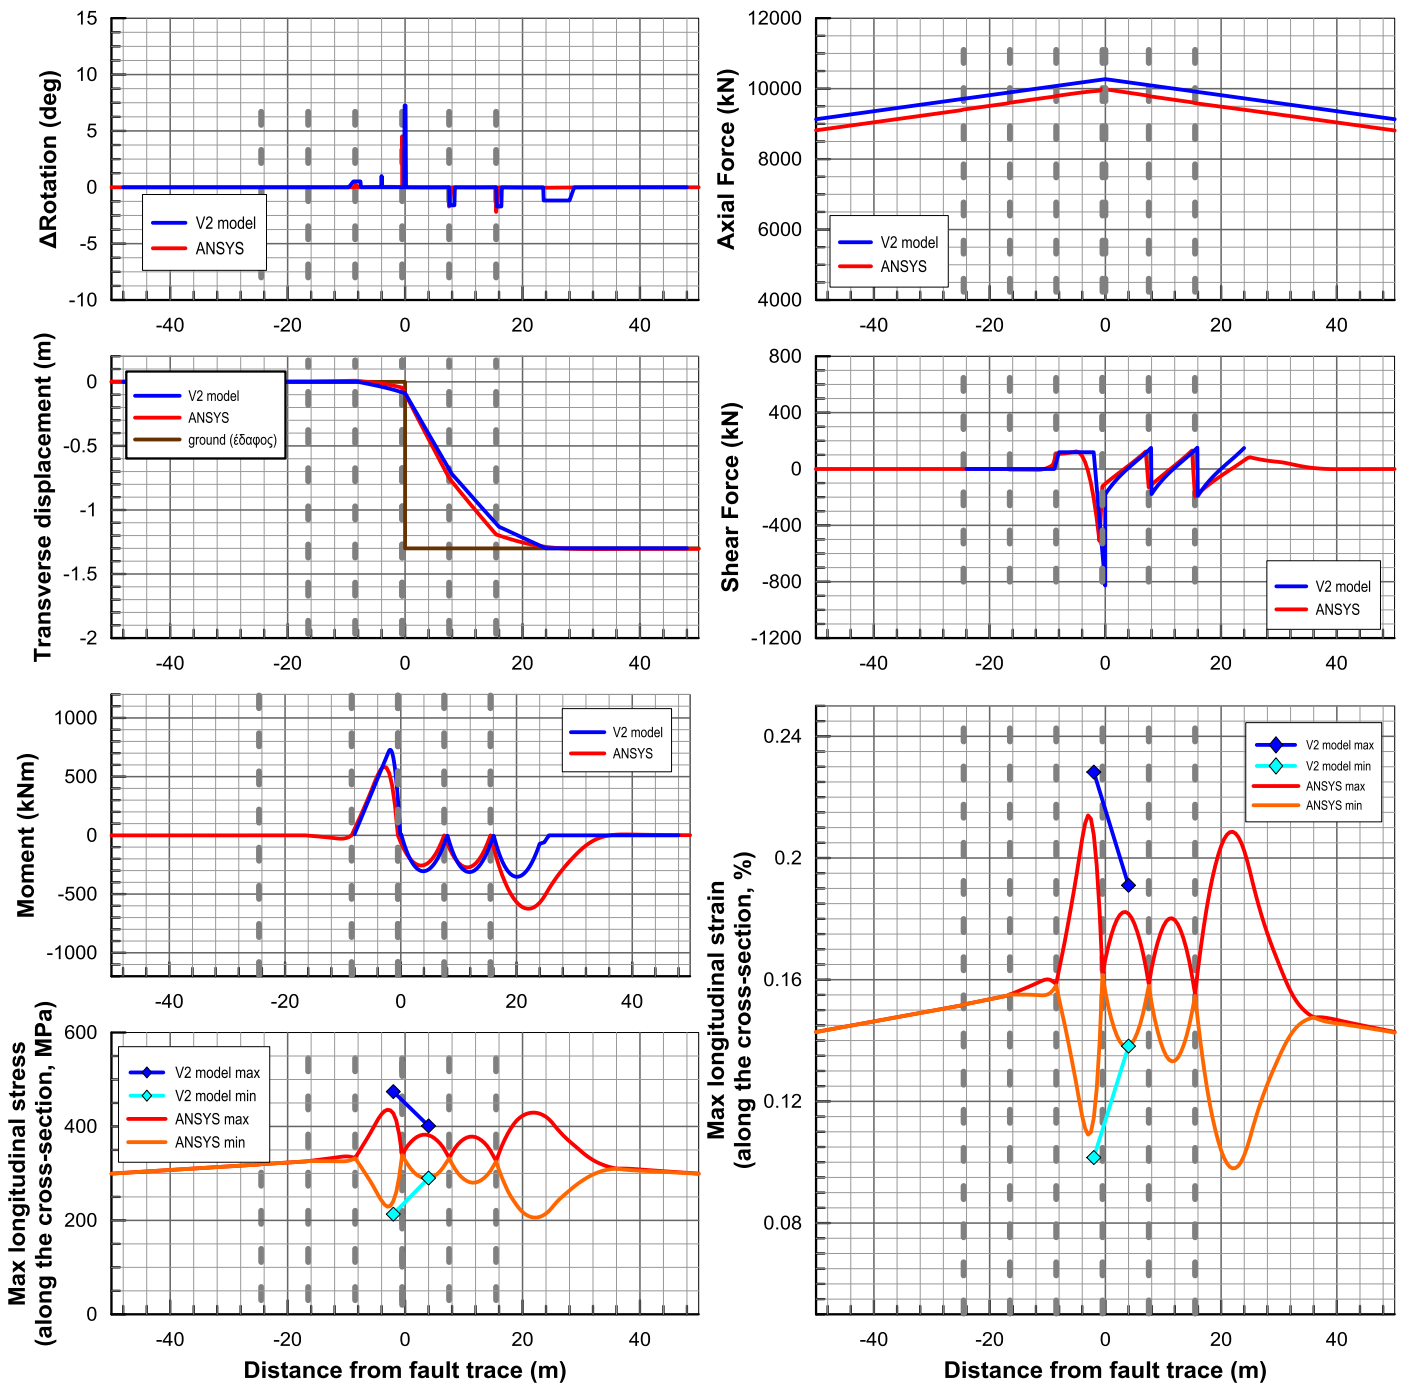 ΔRotation (deg)
15
10
5
0
-5
-10
V2 model
ANSYS
-40
-20
0
20
40
Axial Force (kN)
12000
10000
8000
6000
4000
V2 model
ANSYS
-40
-20
0
20
40
Transverse displacement (m)
0
-0.5
-1
-1.5
-2
V2 model
ANSYS
ground (έδαφος)
-40
-20
0
20
40
Shear Force (kN)
800
400
0
-400
-800
-1200
V2 model
ANSYS
-40
-20
0
20
40
Moment (kNm)
1000
500
0
-500
-1000
V2 model
ANSYS
-40
-20
0
20
40
Max longitudinal stress
(along the cross-section, MPa)
600
400
200
0
V2 model max
V2 model min
ANSYS max
ANSYS min
-40
-20
0
20
40
Distance from fault trace (m)
Max longitudinal strain
(along the cross-section, %)
0.24
0.2
0.16
0.12
0.08
V2 model max
V2 model min
ANSYS max
ANSYS min
-40
-20
0
20
40
Distance from fault trace (m)